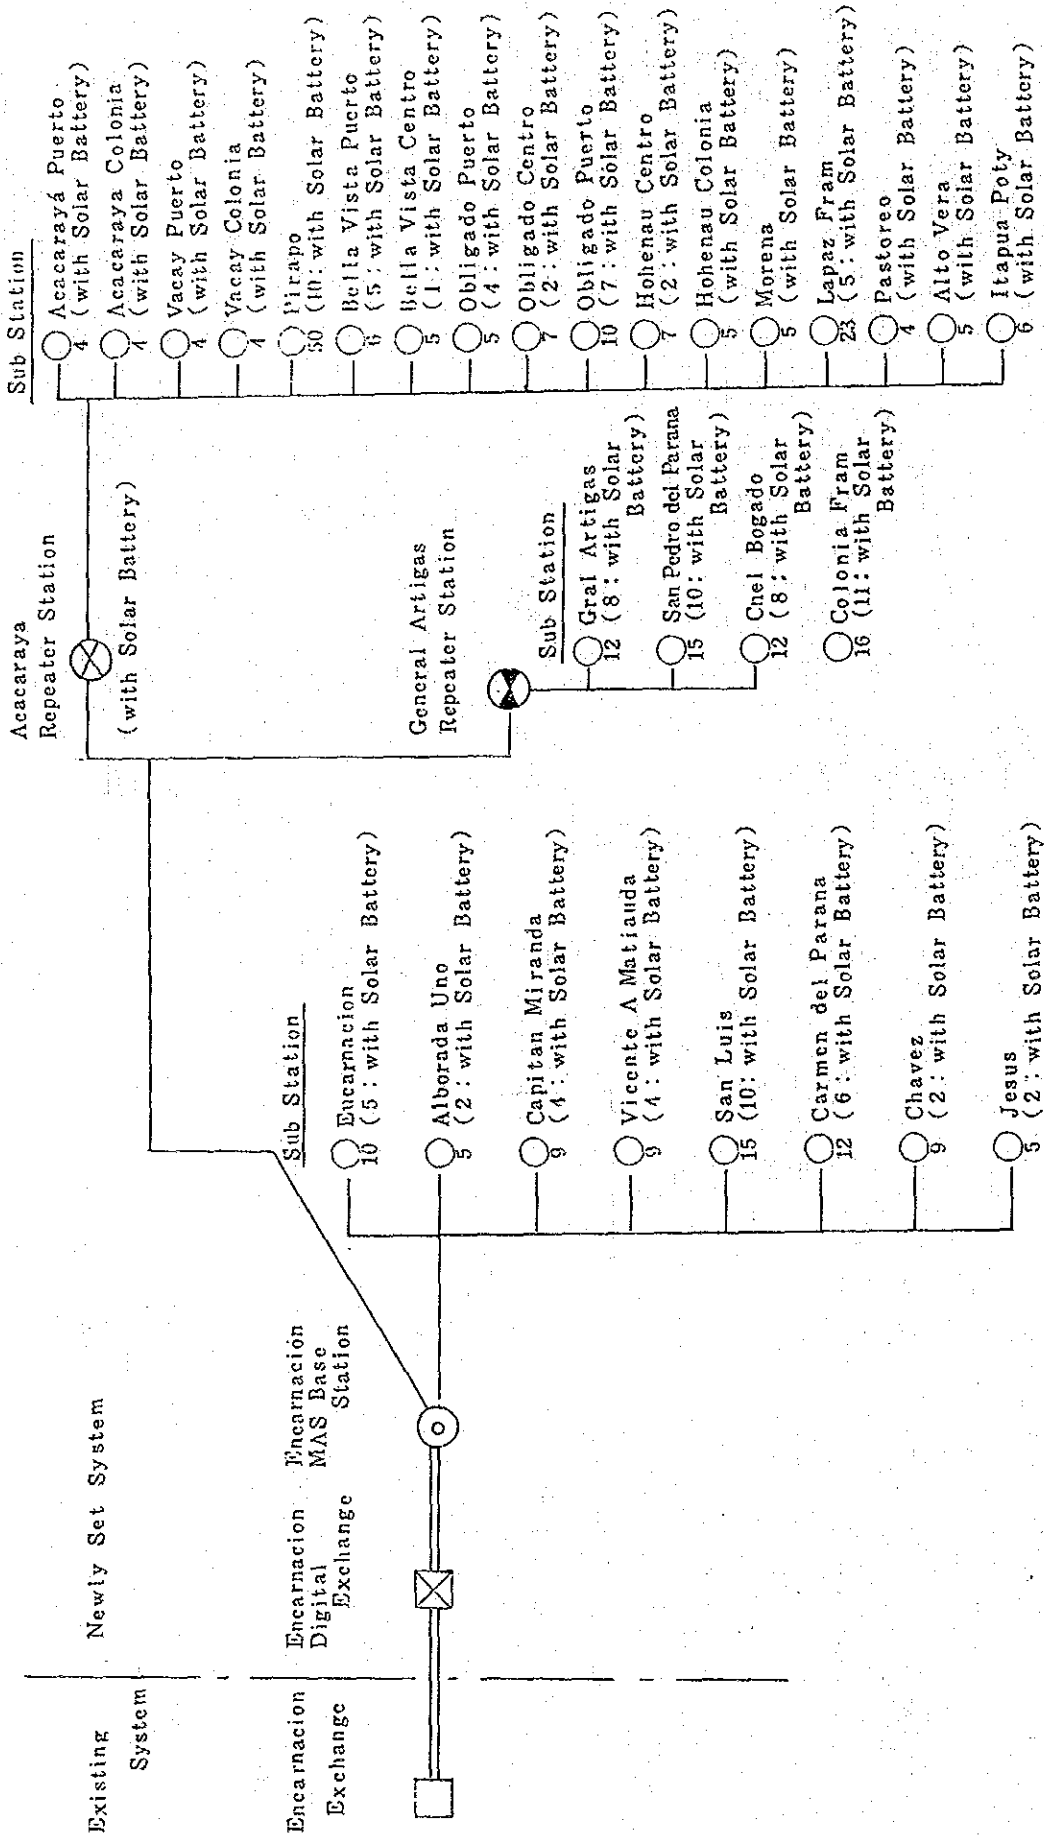 Existing
System
Newly Set System
Encarnacion
Exchange
Encarnacion
Digital
Exchange
Encarnación
MAS Base
Station
Sub Station
10
Encarnacion
(5 : with Solar Battery)
5
Alborada Uno
(2 : with Solar Battery)
9
Capitan Miranda
(4 : with Solar Battery)
9
Vicente A Matiauda
(4 : with Solar Battery)
15
San Luis
(10: with Solar Battery)
12
Carmen del Parana
(6 : with Solar Battery)
9
Chavez
(2 : with Solar Battery)
5
Jesus
(2 : with Solar Battery)
Acacaraya
Repeater Station
(with Solar Battery)
General Artigas
Repeater Station
Sub Station
12
Gral Artigas
(8 : with Solar
Battery)
15
San Pedro del Parana
(10: with Solar
Battery)
12
Cnel Bogado
(8 : with Solar
Battery)
16
Colonia Fram
(11: with Solar
Battery)
Sub Station
4
Acacarayá Puerto
(with Solar Battery)
4
Acacaraya Colonia
(with Solar Battery)
4
Vacay Puerto
(with Solar Battery)
4
Vacay Colonia
(with Solar Battery)
50
Pirapo
(10: with Solar Battery)
6
Bella Vista Puerto
(5 : with Solar Battery)
5
Bella Vista Centro
(1 : with Solar Battery)
5
Obligado Puerto
(4 : with Solar Battery)
7
Obligado Centro
(2 : with Solar Battery)
10
Obligado Puerto
(7 : with Solar Battery)
7
Hohenau Centro
(2 : with Solar Battery)
5
Hohenau Colonia
(with Solar Battery)
5
Morena
(with Solar Battery)
23
Lapaz Fram
(5 : with Solar Battery)
4
Pastoreo
(with Solar Battery)
5
Alto Vera
(with Solar Battery)
6
Itapua Poty
(with Solar Battery)